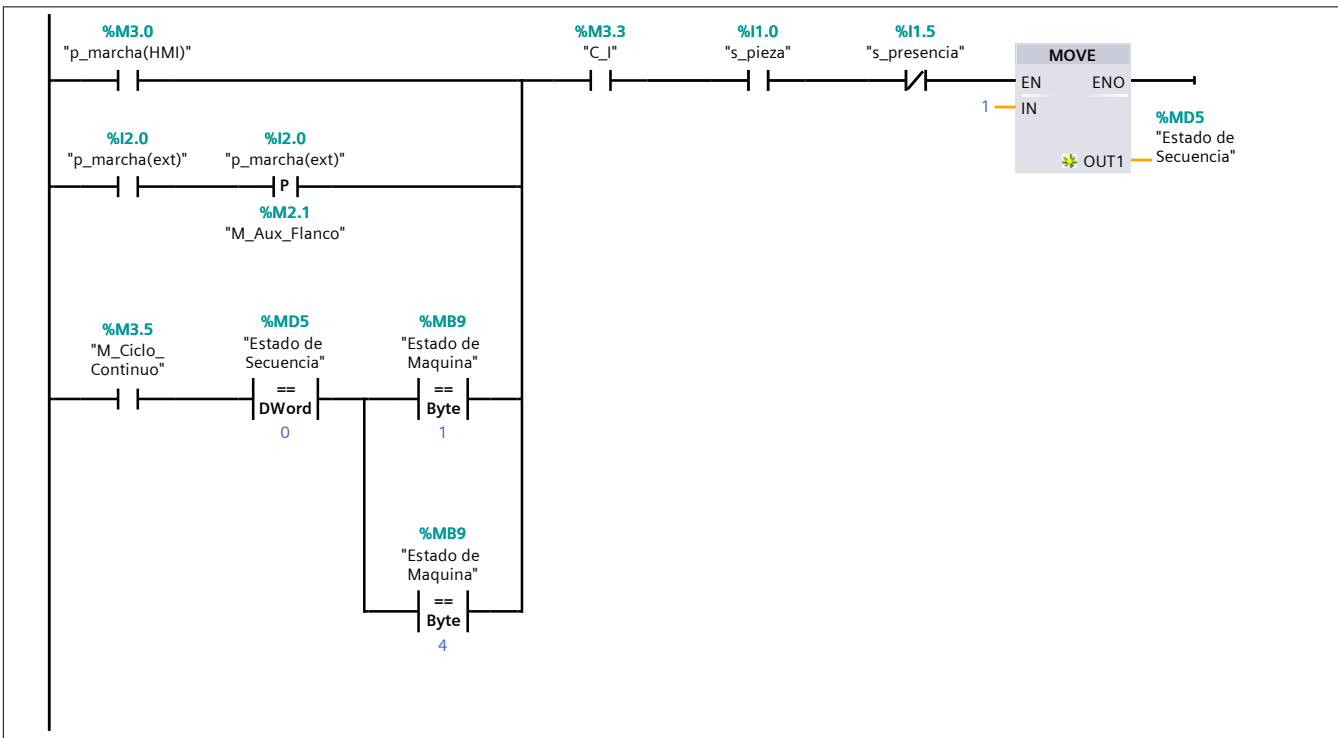 %M3.0
"p_marcha(HMI)"
%M3.3
"C_I"
%I1.0
"s_pieza"
%I1.5
"s_presencia"
MOVE
EN ENO
1 IN
OUT1
%MD5
"Estado de
Secuencia"
%I2.0
"p_marcha(ext)"
%I2.0
"p_marcha(ext)"
P
%M2.1
"M_Aux_Flanco"
%M3.5
"M_Ciclo_
Continuo"
%MD5
"Estado de
Secuencia"
==
DWord
0
%MB9
"Estado de
Maquina"
==
Byte
1
%MB9
"Estado de
Maquina"
==
Byte
4